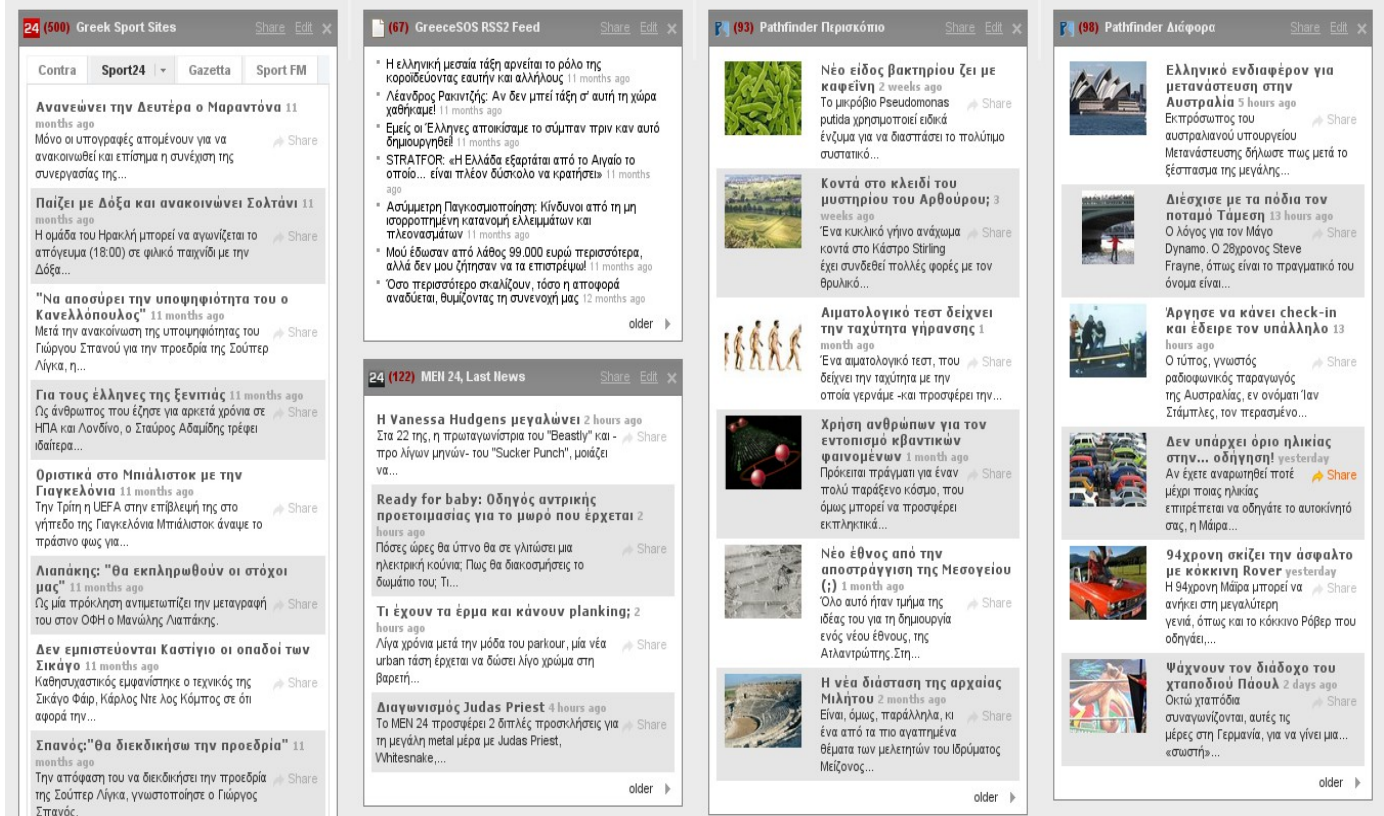 24 (500) Greek Sport Sites Share Edit x
Contra Sport24 Gazetta Sport FM
Ανανεώνει την Δευτέρα ο Μαραντόνα 11
months ago
Μόνο οι υπογραφές απομένουν για να Share
ανακοινωθεί και επίσημα η συνέχιση της
συνεργασίας της...
Παίζει με Δόξα και ανακοινώνει Σολτάνι 11
months ago
Η ομάδα του Ηρακλή μπορεί να αγωνίζεται το Share
απόγευμα (18:00) σε φιλικό παιχνίδι με την
Δόξα...
"Να αποσύρει την υποψηφιότητα του ο
Κανελλόπουλος" 11 months ago
Μετά την ανακοίνωση της υποψηφιότητας του Share
Γιώργου Σπανού για την προεδρία της Σούπερ
Λίγκα, η...
Για τους έλληνες της ξενιτιάς 11 months ago
Ως άνθρωπος που έζησε για αρκετά χρόνια σε Share
ΗΠΑ και Λονδίνο, ο Σταύρος Αδαμίδης τρέφει
ιδαίτερα...
Οριστικά στο Μπιάλιστοκ με την
Γιαγκελόνια 11 months ago
Την Τρίτη η UEFA στην επίβλεψή της στο Share
γήπεδο της Γιαγκελόνια Μπιάλιστοκ άναψε το
πράσινο φως για...
Λιαπάκης: "Θα εκπληρωθούν οι στόχοι
μας" 11 months ago
Ως μία πρόκληση αντιμετωπίζει την μεταγραφή Share
του στον ΟΦΗ ο Μανώλης Λιαπάκης.
Δεν εμπιστεύονται Καστίγιο οι οπαδοί των
Σικάγο 11 months ago
Καθησυχαστικός εμφανίστηκε ο τεχνικός της Share
Σικάγο Φάιρ, Κάρλος Ντε λος Κόμπος σε ότι
αφορά την...
Σπανός:"Θα διεκδικήσω την προεδρία" 11
months ago
Την απόφαση του να διεκδικήσει την προεδρία Share
της Σούπερ Λίγκα, γνωστοποίησε ο Γιώργος
Σπανός.
(67) GreeceSOS RSS2 Feed Share Edit x
Η ελληνική μεσαία τάξη αρνείται το ρόλο της
κοροϊδεύοντας εαυτήν και αλλήλους 11 months ago
Λέανδρος Ρακιντζής: Αν δεν μπεί τάξη σ' αυτή τη χώρα
χαθήκαμε! 11 months ago
Εμείς οι Έλληνες αποικίσαμε το σύμπαν πριν καν αυτό
δημιουργηθεί! 11 months ago
STRATFOR: «Η Ελλάδα εξαρτάται από το Αιγαίο το
οποίο... είναι πλέον δύσκολο να κρατήσει» 11 months
ago
Ασύμμετρη Παγκοσμιοποίηση: Κίνδυνοι από τη μη
ισορροπημένη κατανομή ελλειμμάτων και
πλεονασμάτων 11 months ago
Μού έδωσαν από λάθος 99.000 ευρώ περισσότερα,
αλλά δεν μου ζήτησαν να τα επιστρέψω! 11 months ago
Όσο περισσότερο σκαλίζουν, τόσο η αποφορά
αναδύεται, θυμίζοντας τη συνενοχή μας 12 months ago
older
24 (122) MEN 24, Last News Share Edit x
Η Vanessa Hudgens μεγαλώνει 2 hours ago
Στα 22 της, η πρωταγωνίστρια του "Beastly" και - Share
προ λίγων μηνών- του "Sucker Punch", μοιάζει
να...
Ready for baby: Οδηγός αντρικής
προετοιμασίας για το μωρό που έρχεται 2
hours ago
Πόσες ώρες θα ύπνο θα σε γλιτώσει μια Share
ηλεκτρική κούνια; Πως θα διακοσμήσεις το
δωμάτιο του; Τι...
Τι έχουν τα έρμα και κάνουν planking; 2
hours ago
Λίγα χρόνια μετά την μόδα του parkour, μία νέα Share
urban τάση έρχεται να δώσει λίγο χρώμα στη
βαρετή...
Διαγωνισμός Judas Priest 4 hours ago
Το MEN 24 προσφέρει 2 διπλές προσκλήσεις για Share
τη μεγάλη metal μέρα με Judas Priest,
Whitesnake,...
older
(93) Pathfinder Περισκόπιο Share Edit x
Νέο είδος βακτηρίου ζει με
καφεΐνη 2 weeks ago
Το μικρόβιο Pseudomonas Share
putida χρησιμοποιεί ειδικά
ένζυμα για να διασπάσει το πολύτιμο
συστατικό...
Κοντά στο κλειδί του
μυστηρίου του Αρθούρου; 3
weeks ago
Ένα κυκλικό γήινο ανάχωμα Share
κοντά στο Κάστρο Stirling
έχει συνδεθεί πολλές φορές με τον
θρυλικό...
Αιματολογικό τεστ δείχνει
την ταχύτητα γήρανσης 1
month ago
Ένα αιματολογικό τεστ, που Share
δείχνει την ταχύτητα με την
οποία γερνάμε -και προσφέρει την...
Χρήση ανθρώπων για τον
εντοπισμό κβαντικών
φαινομένων 1 month ago
Πρόκειται πράγματι για έναν Share
πολύ παράξενο κόσμο, που
όμως μπορεί να προσφέρει
εκπληκτικά...
Νέο έθνος από την
αποστράγγιση της Μεσογείου
(;) 1 month ago
Όλο αυτό ήταν τμήμα της Share
ιδέας του για τη δημιουργία
ενός νέου έθνους, της
Ατλαντρώπης.Στη...
Η νέα διάσταση της αρχαίας
Μιλήτου 2 months ago
Είναι, όμως, παράλληλα, κι Share
ένα από τα πιο αγαπημένα
θέματα των μελετητών του Ιδρύματος
Μείζονος...
older
(98) Pathfinder Διάφορα Share Edit x
Ελληνικό ενδιαφέρον για
μετανάστευση στην
Αυστραλία 5 hours ago
Εκπρόσωπος του Share
αυστραλιανού υπουργείου
Μετανάστευσης δήλωσε πως μετά το
ξέσπασμα της μεγάλης...
Διέσχισε με τα πόδια τον
ποταμό Τάμεση 13 hours ago
Ο λόγος για τον Μάγο Share
Dynamo. Ο 28χρονος Steve
Frayne, όπως είναι το πραγματικό του
όνομα είναι...
Άργησε να κάνει check-in
και έδειρε τον υπάλληλο 13
hours ago
Ο τύπος, γνωστός Share
ραδιοφωνικός παραγωγός
της Αυστραλίας, εν ονόματι Ίαν
Στάμπλες, τον περασμένο...
Δεν υπάρχει όριο ηλικίας
στην... οδήγηση! yesterday
Αν έχετε αναρωτηθεί ποτέ Share
μέχρι ποιας ηλικίας
επιτρέπεται να οδηγάτε το αυτοκίνητό
σας, η Μάιρα...
94χρονη σκίζει την άσφαλτο
με κόκκινη Rover yesterday
Η 94χρονη Μάϊρα μπορεί να Share
ανήκει στη μεγαλύτερη
γενιά, όπως και το κόκκινο Ρόβερ που
οδηγάει,...
Ψάχνουν τον διάδοχο του
χταποδιού Πάουλ 2 days ago
Οκτώ χταπόδια Share
συναγωνίζονται, αυτές τις
μέρες στη Γερμανία, για να γίνει μια...
«σωστή»...
older